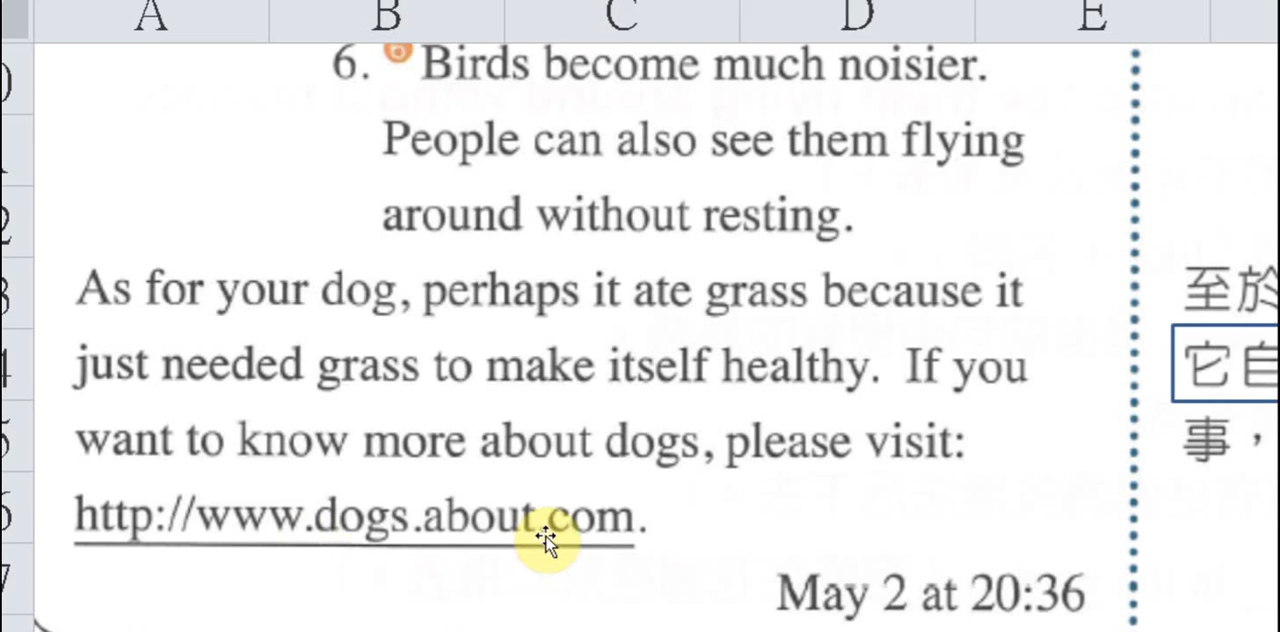 A B C D E
6. 6 Birds become much noisier.
People can also see them flying
around without resting.
As for your dog, perhaps it ate grass because it
just needed grass to make itself healthy. If you
want to know more about dogs, please visit:
http://www.dogs.about.com.
May 2 at 20:36
至於
它自
事，